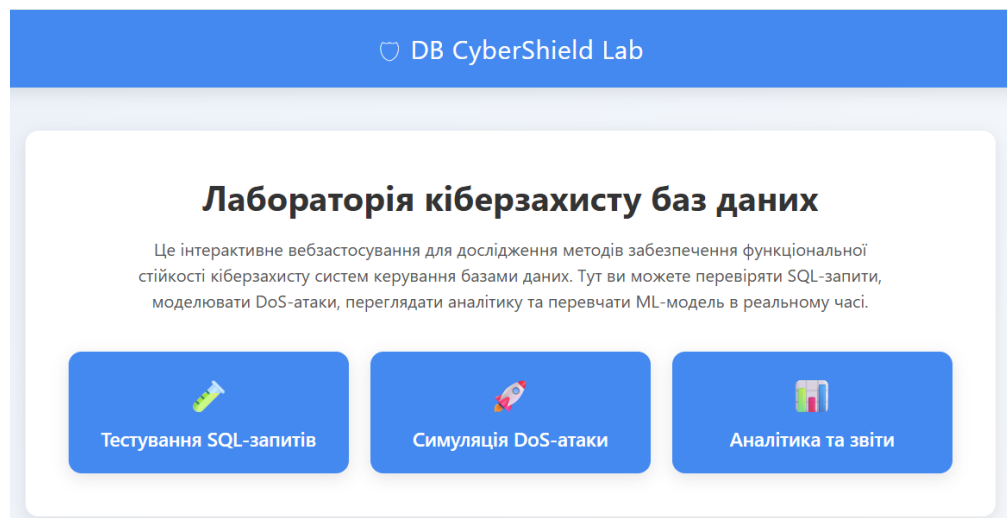 DB CyberShield Lab
Лабораторія кіберзахисту баз даних
Це інтерактивне вебзастосування для дослідження методів забезпечення функціональної
стійкості кіберзахисту систем керування базами даних. Тут ви можете перевіряти SQL-запити,
моделювати DoS-атаки, переглядати аналітику та перевчати ML-модель в реальному часі.
Тестування SQL-запитів
Симуляція DoS-атаки
Аналітика та звіти